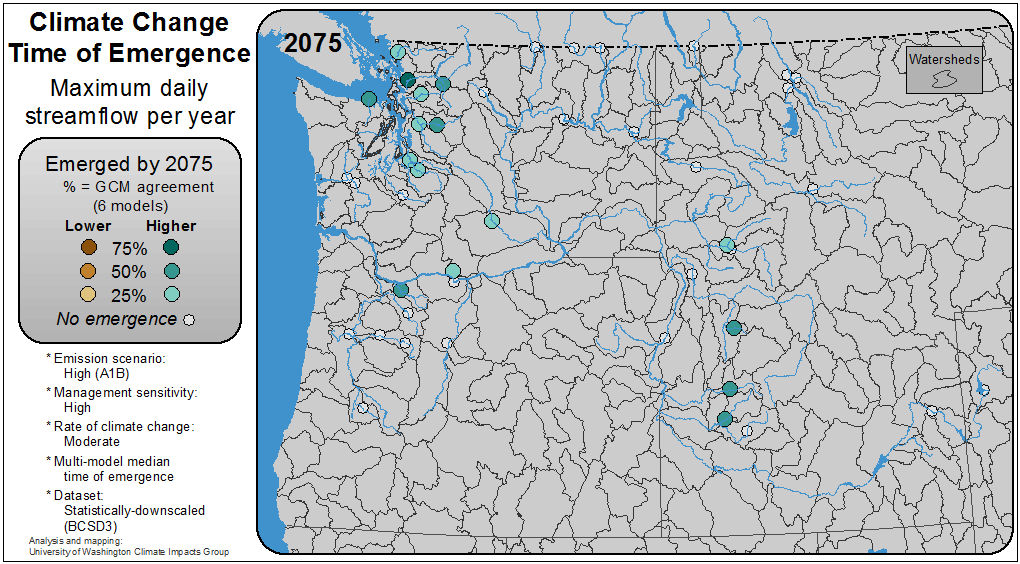 Climate Change
Time of Emergence
Maximum daily
streamflow per year
Emerged by 2075
% = GCM agreement
(6 models)
Lower Higher
75%
50%
25%
No emergence
* Emission scenario:
High (A1B)
* Management sensitivity:
High
* Rate of climate change:
Moderate
* Multi-model median
time of emergence
* Dataset:
Statistically-downscaled
(BCSD3)
Analysis and mapping:
University of Washington Climate Impacts Group
2075
Watersheds